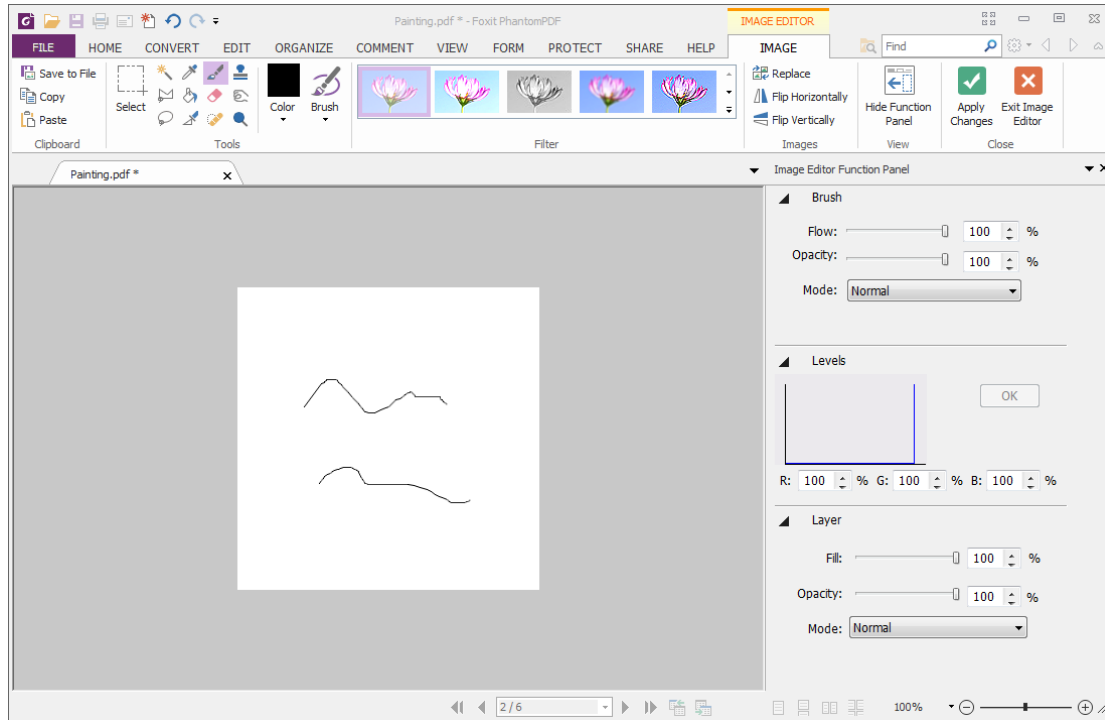 Painting.pdf * - Foxit PhantomPDF
IMAGE EDITOR
FILE HOME CONVERT EDIT ORGANIZE COMMENT VIEW FORM PROTECT SHARE HELP IMAGE Find
Save to File
Copy
Paste
Clipboard
Select
Tools
Color Brush
Filter
Replace
Flip Horizontally
Flip Vertically
Images
Hide Function Panel
View
Apply Changes
Exit Image Editor
Close
Painting.pdf *
Image Editor Function Panel
Brush
Flow: 100 %
Opacity: 100 %
Mode: Normal
Levels
OK
R: 100 % G: 100 % B: 100 %
Layer
Fill: 100 %
Opacity: 100 %
Mode: Normal
2 / 6 100%